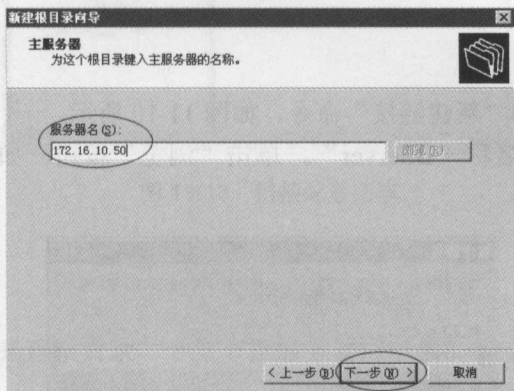 新建根目录向导
主服务器
为这个根目录键入主服务器的名称。
服务器名(S):
172.16.10.50
浏览(R)...
<上一步(B) 下一步(N) > 取消